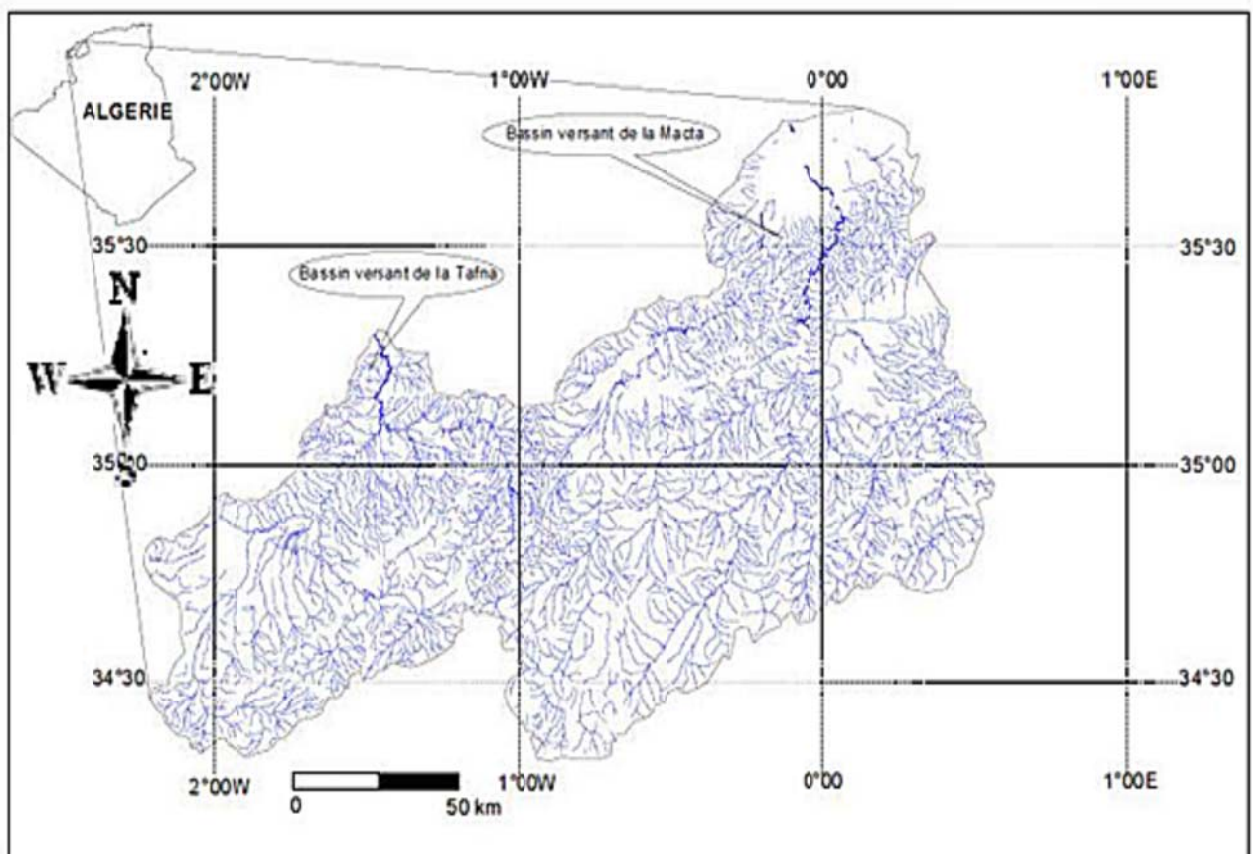 2°00W 1°00W 0°00 1°00E
ALGERIE
Bassin versant de la Macta
35°30 35°30
Bassin versant de la Tafna
N
W E
35°00 35°00
S
34°30 34°30
2°00W 1°00W 0°00 1°00E
0 50 km